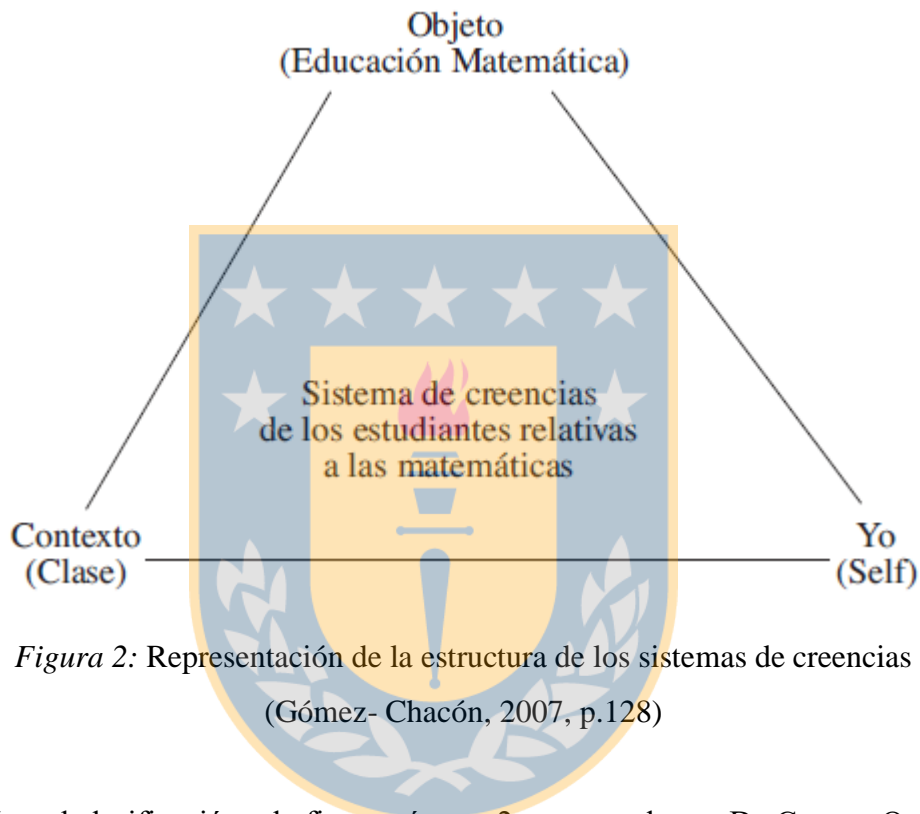 Objeto
(Educación Matemática)
Sistema de creencias
de los estudiantes relativas
a las matemáticas
Contexto
(Clase)
Yo
(Self)
Figura 2: Representación de la estructura de los sistemas de creencias
(Gómez- Chacón, 2007, p.128)